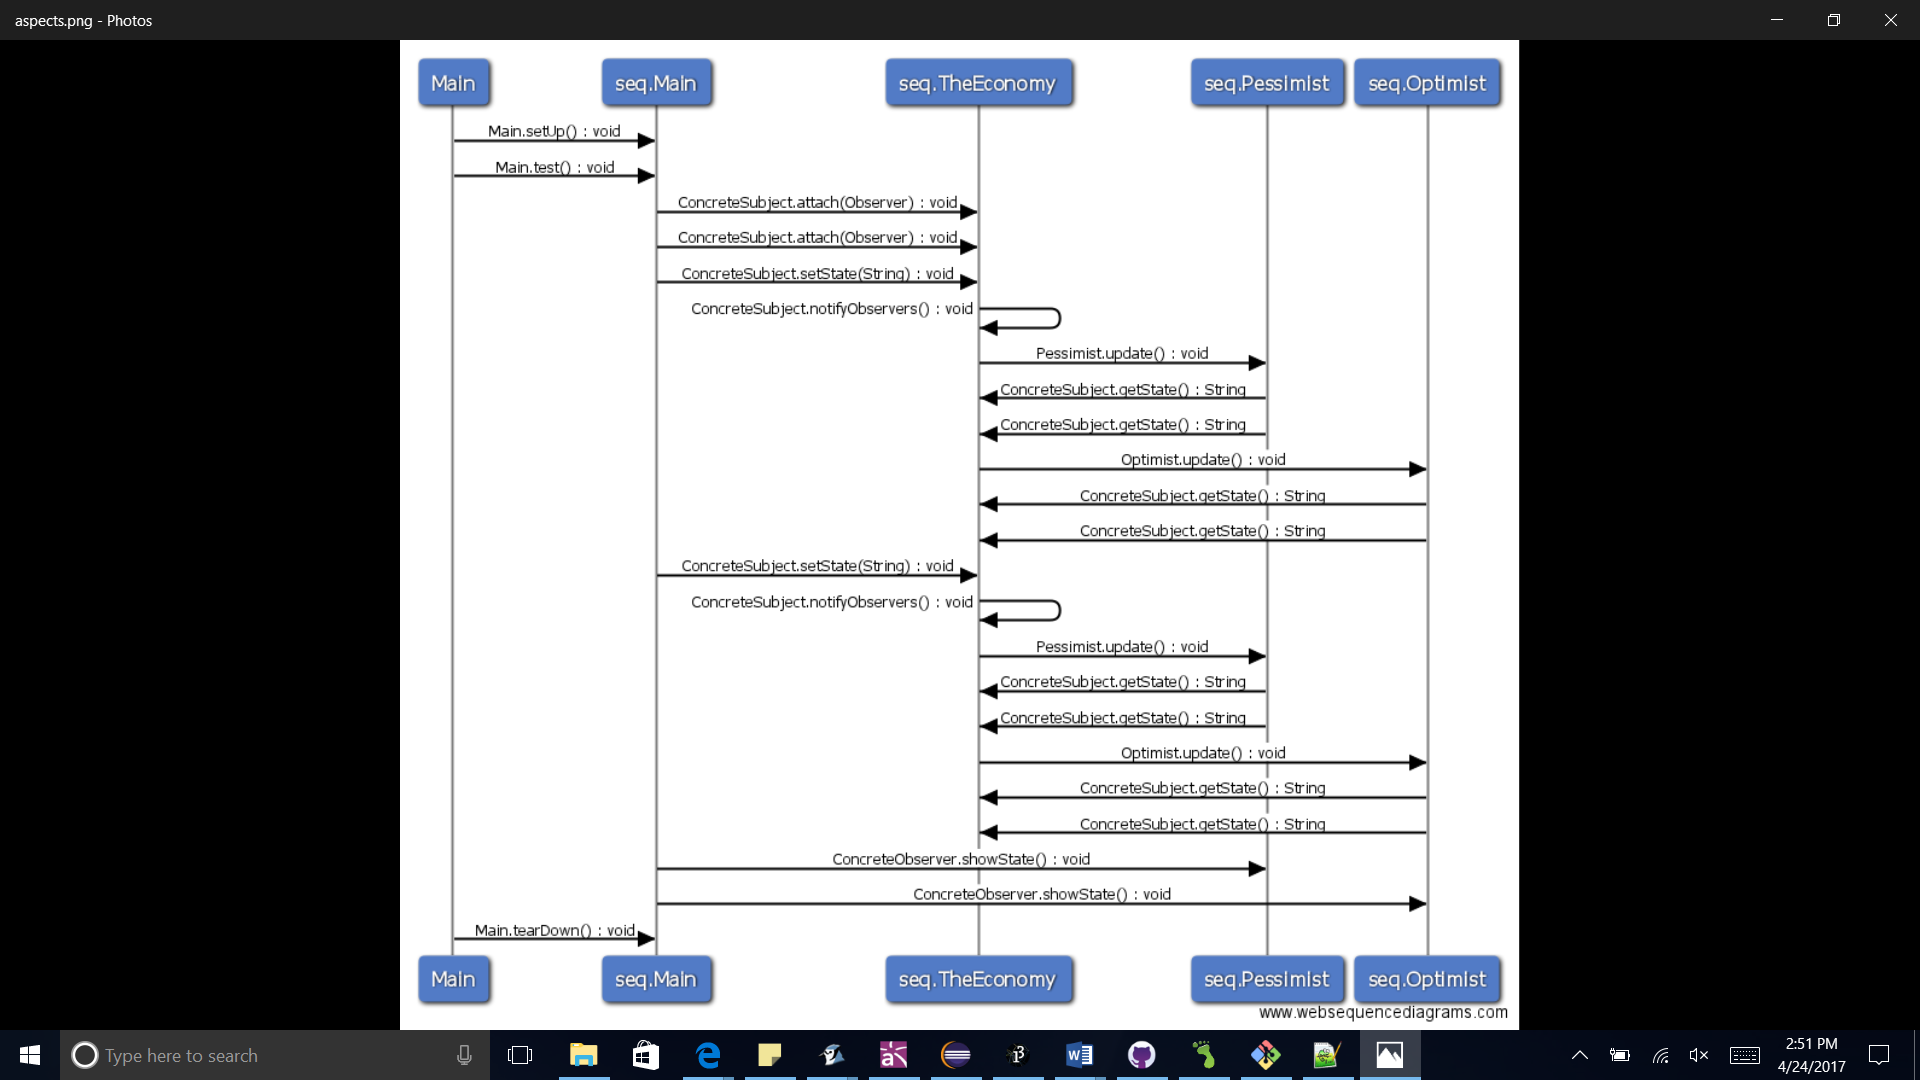 aspects.png - Photos
Main seq.Main seq.TheEconomy seq.Pessimist seq.Optimist
Main.setUp() : void
Main.test() : void
ConcreteSubject.attach(Observer) : void
ConcreteSubject.attach(Observer) : void
ConcreteSubject.setState(String) : void
ConcreteSubject.notifyObservers() : void
Pessimist.update() : void
ConcreteSubject.getState() : String
ConcreteSubject.getState() : String
Optimist.update() : void
ConcreteSubject.getState() : String
ConcreteSubject.getState() : String
ConcreteSubject.setState(String) : void
ConcreteSubject.notifyObservers() : void
Pessimist.update() : void
ConcreteSubject.getState() : String
ConcreteSubject.getState() : String
Optimist.update() : void
ConcreteSubject.getState() : String
ConcreteSubject.getState() : String
ConcreteObserver.showState() : void
ConcreteObserver.showState() : void
Main.tearDown() : void
Main seq.Main seq.TheEconomy seq.Pessimist seq.Optimist
www.websequencediagrams.com
Type here to search
2:51 PM
4/24/2017